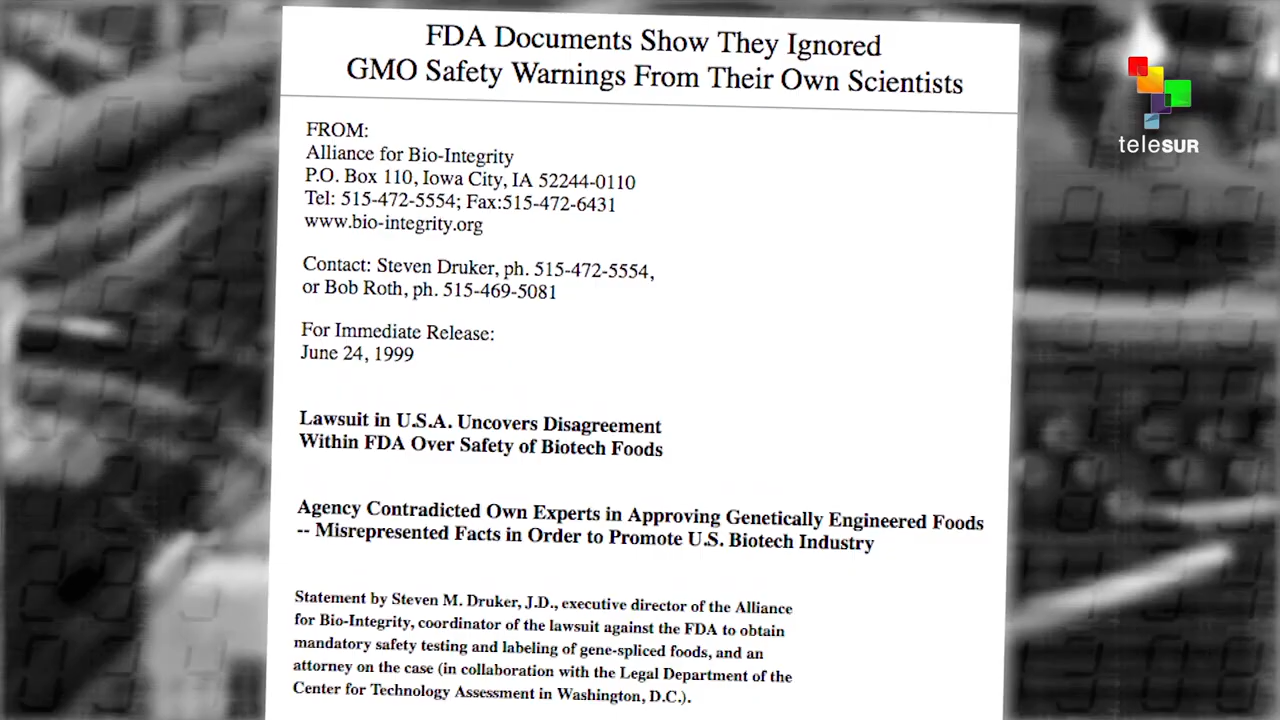 FDA Documents Show They Ignored
GMO Safety Warnings From Their Own Scientists
FROM:
Alliance for Bio-Integrity
P.O. Box 110, Iowa City, IA 52244-0110
Tel: 515-472-5554; Fax:515-472-6431
www.bio-integrity.org
Contact: Steven Druker, ph. 515-472-5554,
or Bob Roth, ph. 515-469-5081
For Immediate Release:
June 24, 1999
Lawsuit in U.S.A. Uncovers Disagreement
Within FDA Over Safety of Biotech Foods
Agency Contradicted Own Experts in Approving Genetically Engineered Foods
-- Misrepresented Facts in Order to Promote U.S. Biotech Industry
Statement by Steven M. Druker, J.D., executive director of the Alliance
for Bio-Integrity, coordinator of the lawsuit against the FDA to obtain
mandatory safety testing and labeling of gene-spliced foods, and an
attorney on the case (in collaboration with the Legal Department of the
Center for Technology Assessment in Washington, D.C.).
teleSUR